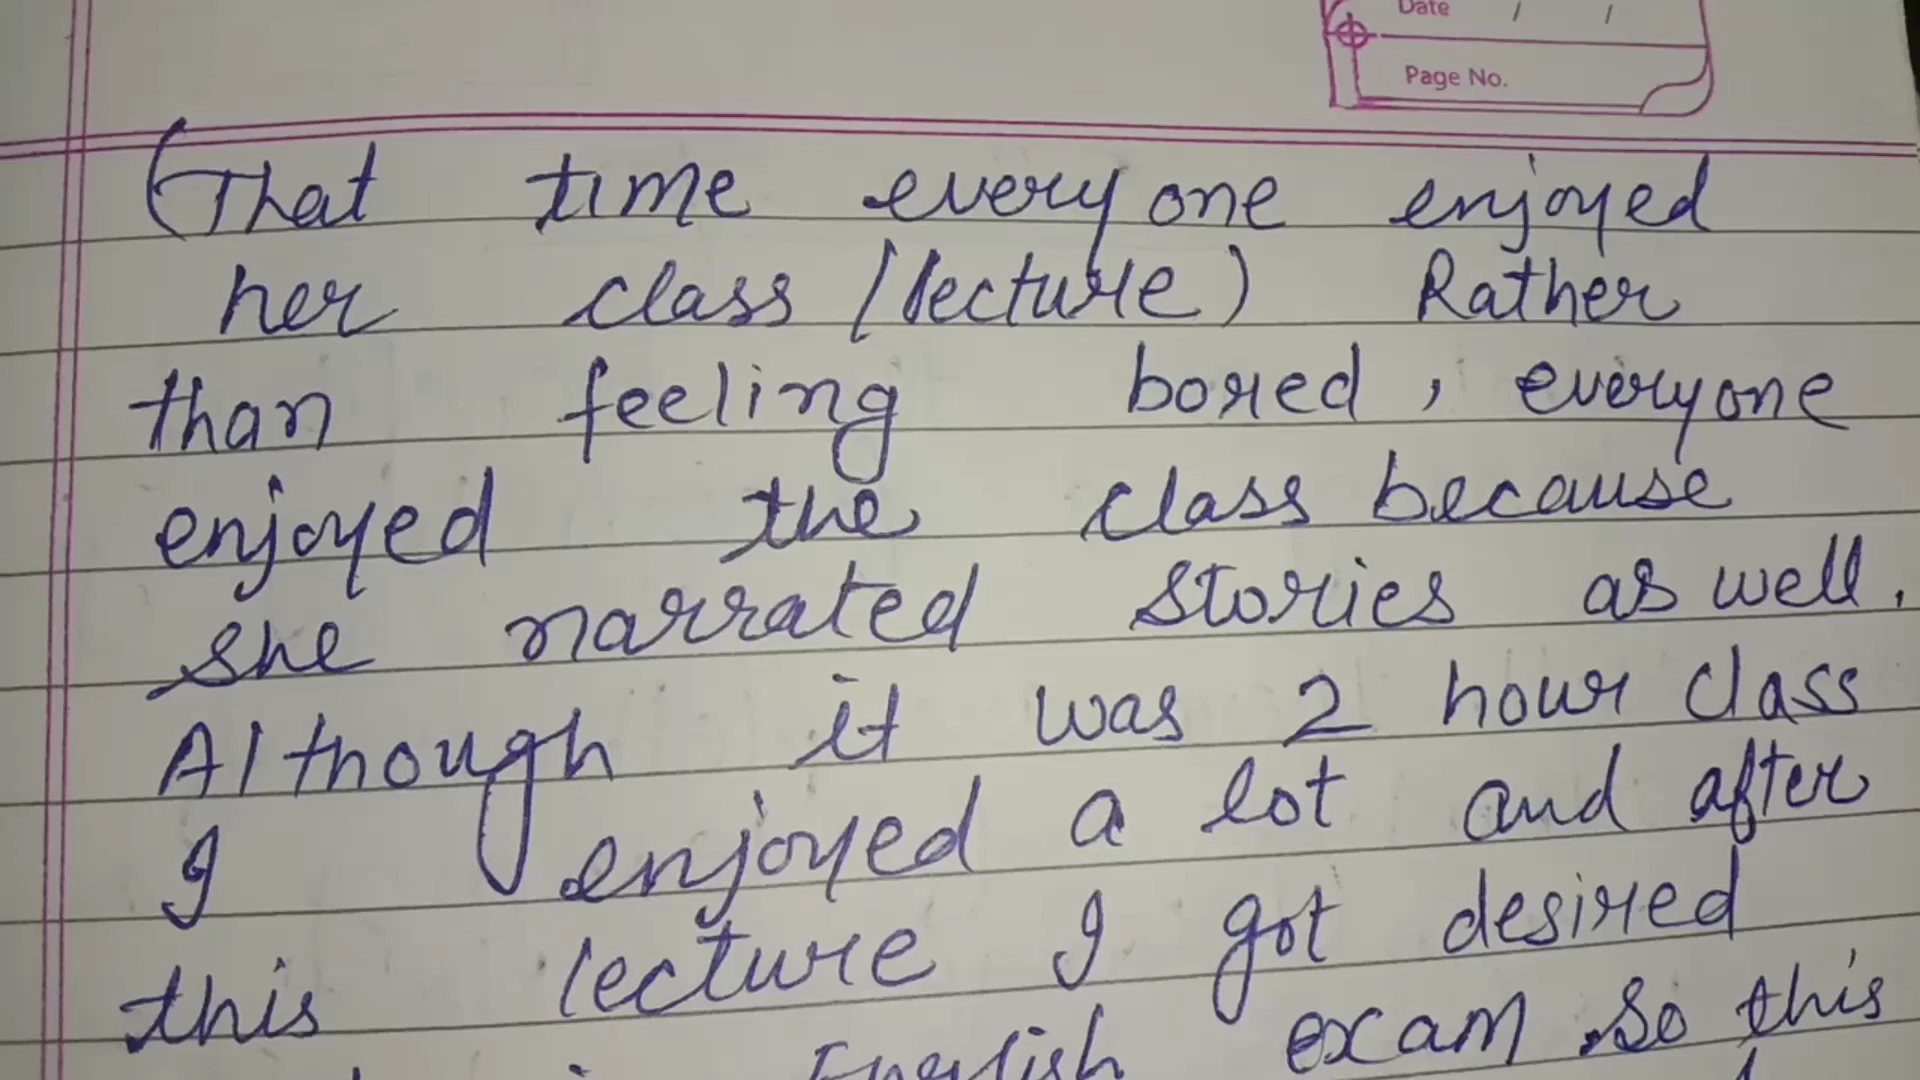 Date / /
Page No.
(That time everyone enjoyed
her class (lecture) Rather
than feeling bored, everyone
enjoyed the class because
she narrated stories as well.
Although it was 2 hour class
I enjoyed a lot and after
this lecture I got desired
English exam so this